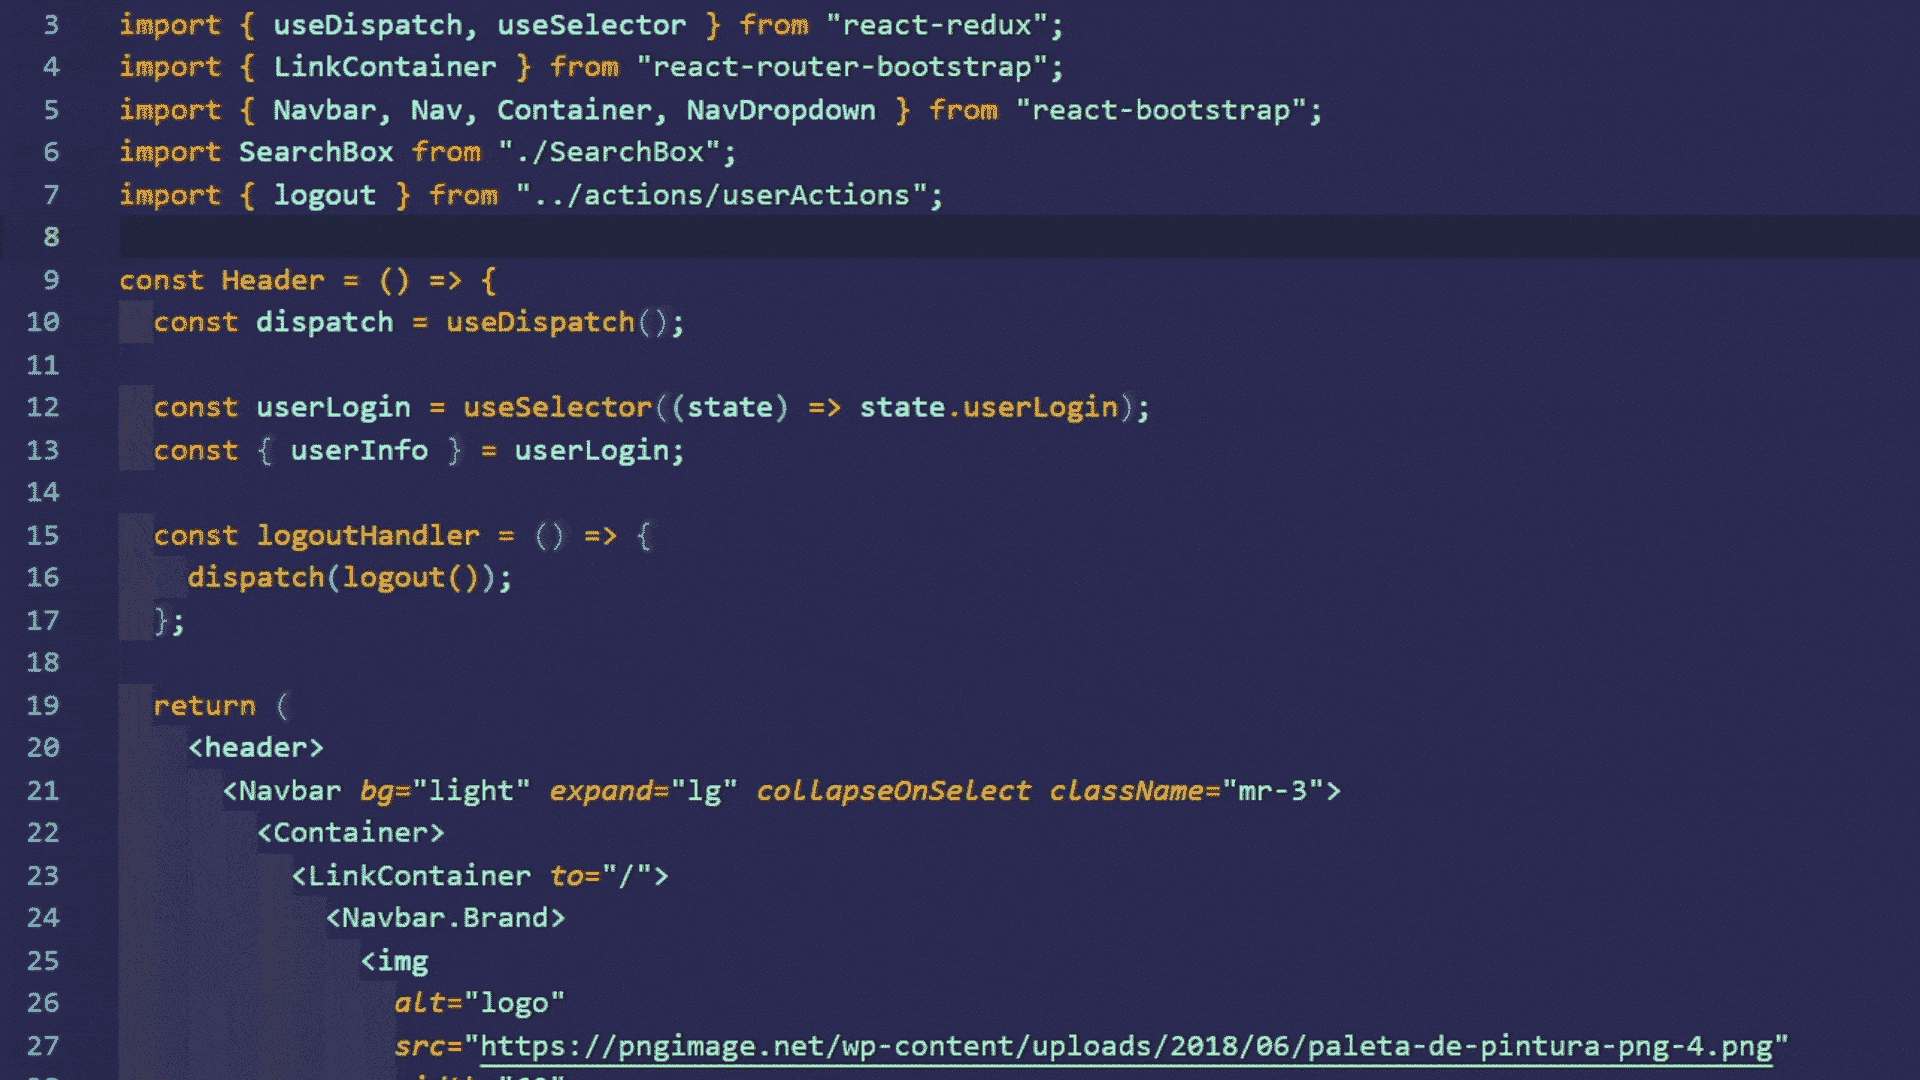 3 import { useDispatch, useSelector } from "react-redux";
4 import { LinkContainer } from "react-router-bootstrap";
5 import { Navbar, Nav, Container, NavDropdown } from "react-bootstrap";
6 import SearchBox from "./SearchBox";
7 import { logout } from "../actions/userActions";
8
9 const Header = () => {
10 const dispatch = useDispatch();
11
12 const userLogin = useSelector((state) => state.userLogin);
13 const { userInfo } = userLogin;
14
15 const logoutHandler = () => {
16 dispatch(logout());
17 };
18
19 return (
20 <header>
21 <Navbar bg="light" expand="lg" collapseOnSelect className="mr-3">
22 <Container>
23 <LinkContainer to="/">
24 <Navbar.Brand>
25 <img
26 alt="logo"
27 src="https://pngimage.net/wp-content/uploads/2018/06/paleta-de-pintura-png-4.png"